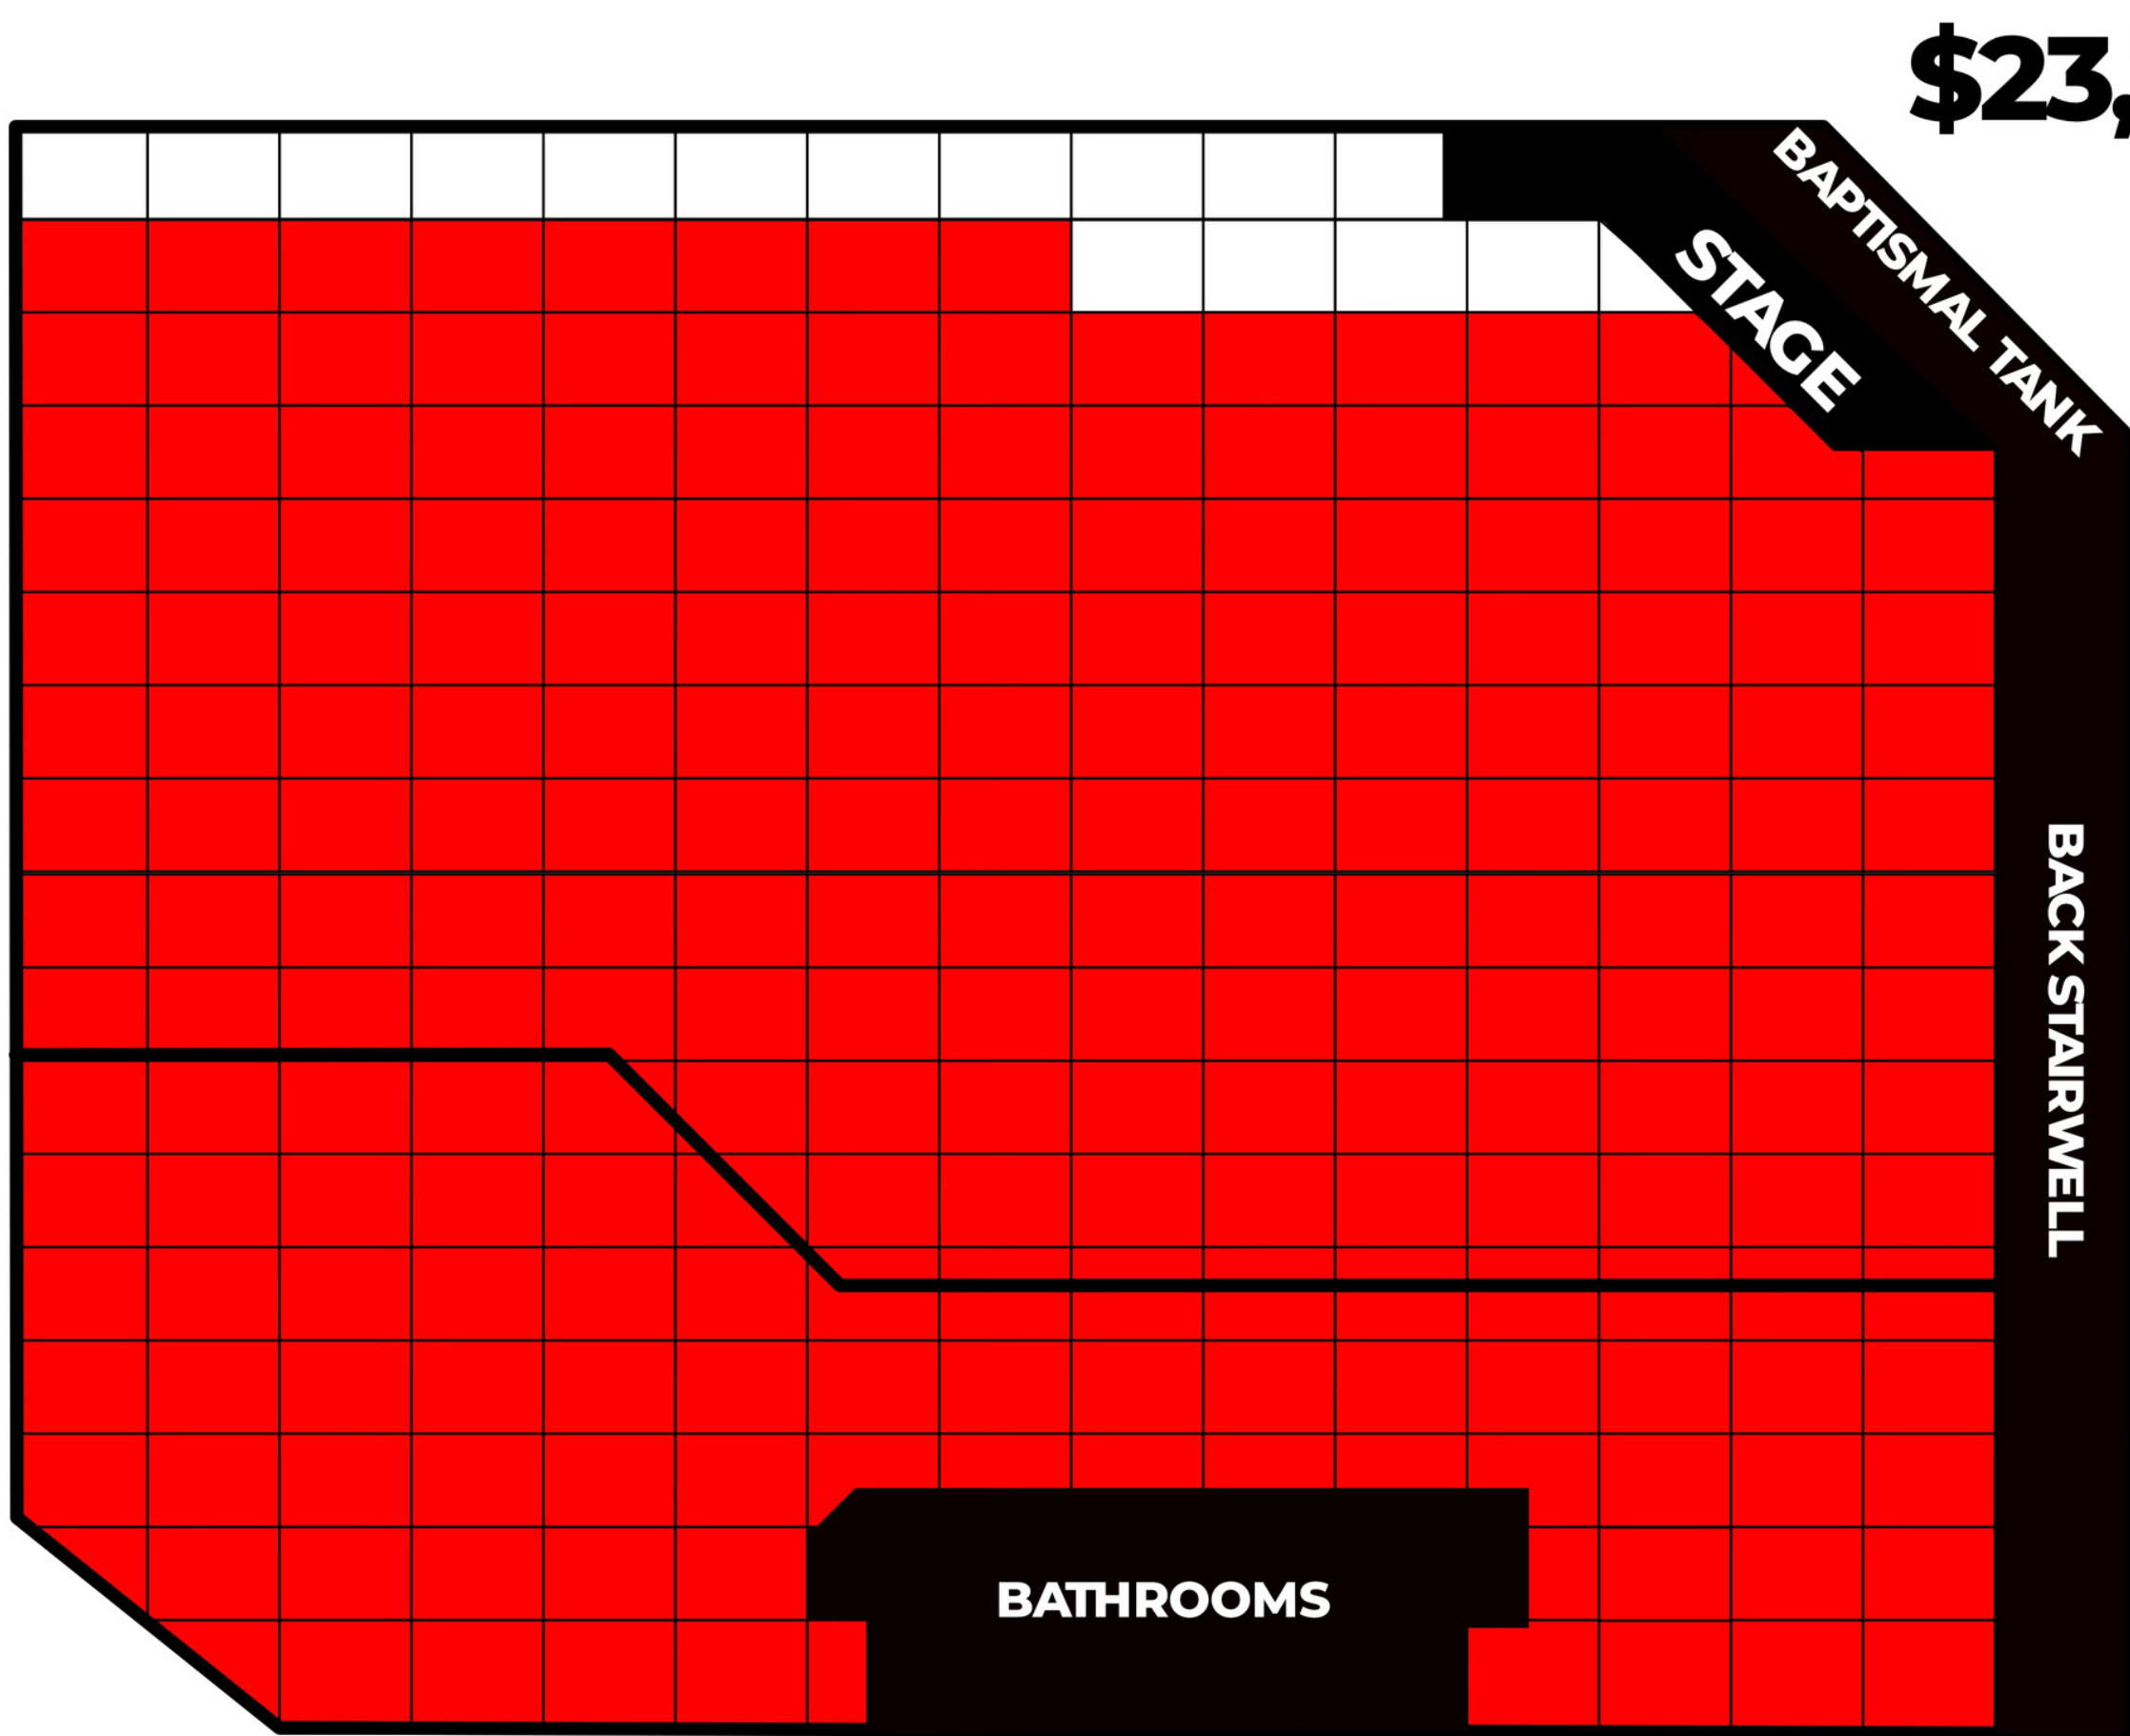 $23,
BAPTISMAL TANK
STAGE
BACK STAIRWELL
BATHROOMS